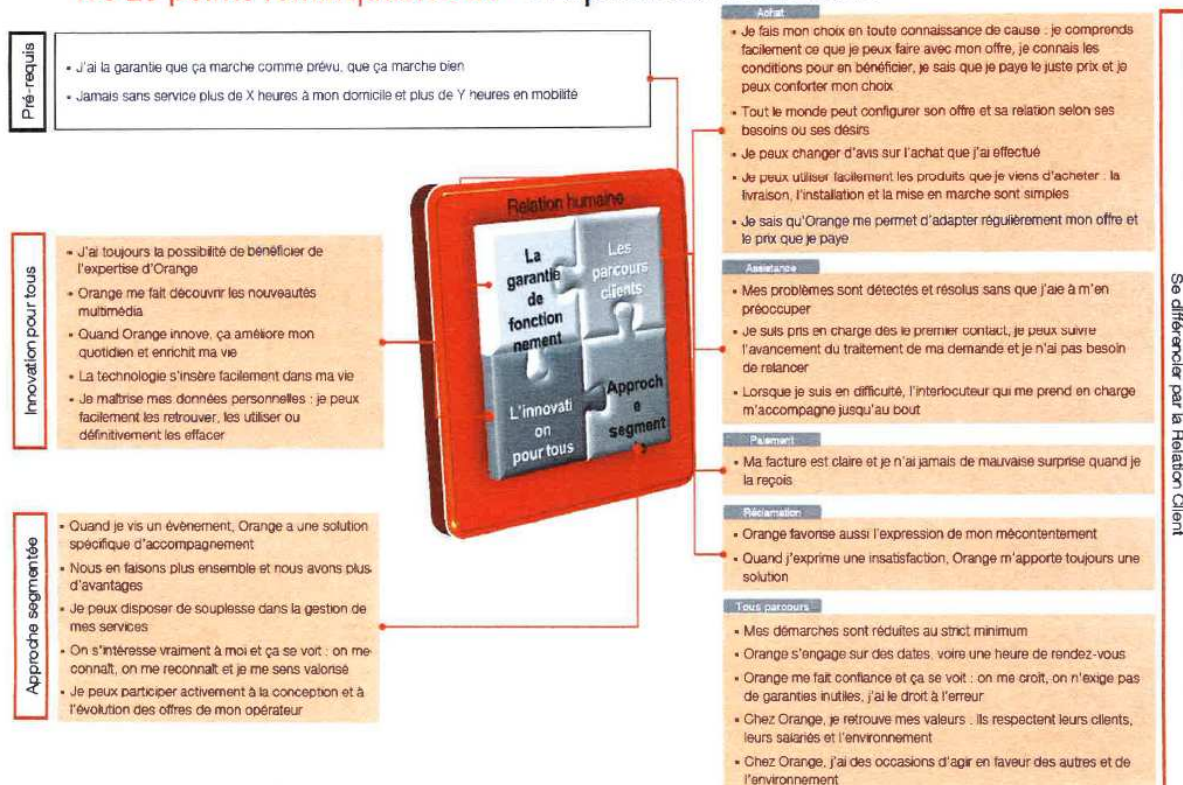 Pré-requis
• J'ai la garantie que ça marche comme prévu, que ça marche bien
• Jamais sans service plus de X heures à mon domicile et plus de Y heures en mobilité
Innovation pour tous
• J'ai toujours la possibilité de bénéficier de
l'expertise d'Orange
• Orange me fait découvrir les nouveautés
multimédia
• Quand Orange innove, ça améliore mon
quotidien et enrichit ma vie
• La technologie s'insère facilement dans ma vie
• Je maîtrise mes données personnelles : je peux
facilement les retrouver, les utiliser ou
définitivement les effacer
Approche segmentée
• Quand je vis un évènement, Orange a une solution
spécifique d'accompagnement
• Nous en faisons plus ensemble et nous avons plus
d'avantages
• Je peux disposer de souplesse dans la gestion de
mes services
• On s'intéresse vraiment à moi et ça se voit : on me
connaît, on me reconnaît et je me sens valorisé
• Je peux participer activement à la conception et à
l'évolution des offres de mon opérateur
Relation humaine
La
garantie
de
fonction
nement
Les
parcours
clients
L'innovati
on
pour tous
Approch
e
segment
Achat
• Je fais mon choix en toute connaissance de cause : je comprends
facilement ce que je peux faire avec mon offre, je connais les
conditions pour en bénéficier, je sais que je paye le juste prix et je
peux conforter mon choix
• Tout le monde peut configurer son offre et sa relation selon ses
besoins ou ses désirs
• Je peux changer d'avis sur l'achat que j'ai effectué
• Je peux utiliser facilement les produits que je viens d'acheter : la
livraison, l'installation et la mise en marche sont simples
• Je sais qu'Orange me permet d'adapter régulièrement mon offre et
le prix que je paye
Assistance
• Mes problèmes sont détectés et résolus sans que j'aie à m'en
préoccuper
• Je suis pris en charge dès le premier contact, je peux suivre
l'avancement du traitement de ma demande et je n'ai pas besoin
de relancer
• Lorsque je suis en difficulté, l'interlocuteur qui me prend en charge
m'accompagne jusqu'au bout
Paiement
• Ma facture est claire et je n'ai jamais de mauvaise surprise quand je
la reçois
Réclamation
• Orange favorise aussi l'expression de mon mécontentement
• Quand j'exprime une insatisfaction, Orange m'apporte toujours une
solution
Tous parcours
• Mes démarches sont réduites au strict minimum
• Orange s'engage sur des dates, voire une heure de rendez-vous
• Orange me fait confiance et ça se voit : on me croit, on n'exige pas
de garanties inutiles, j'ai le droit à l'erreur
• Chez Orange, je retrouve mes valeurs : ils respectent leurs clients,
leurs salariés et l'environnement
• Chez Orange, j'ai des occasions d'agir en faveur des autres et de
l'environnement
Se différencier par la Relation Client